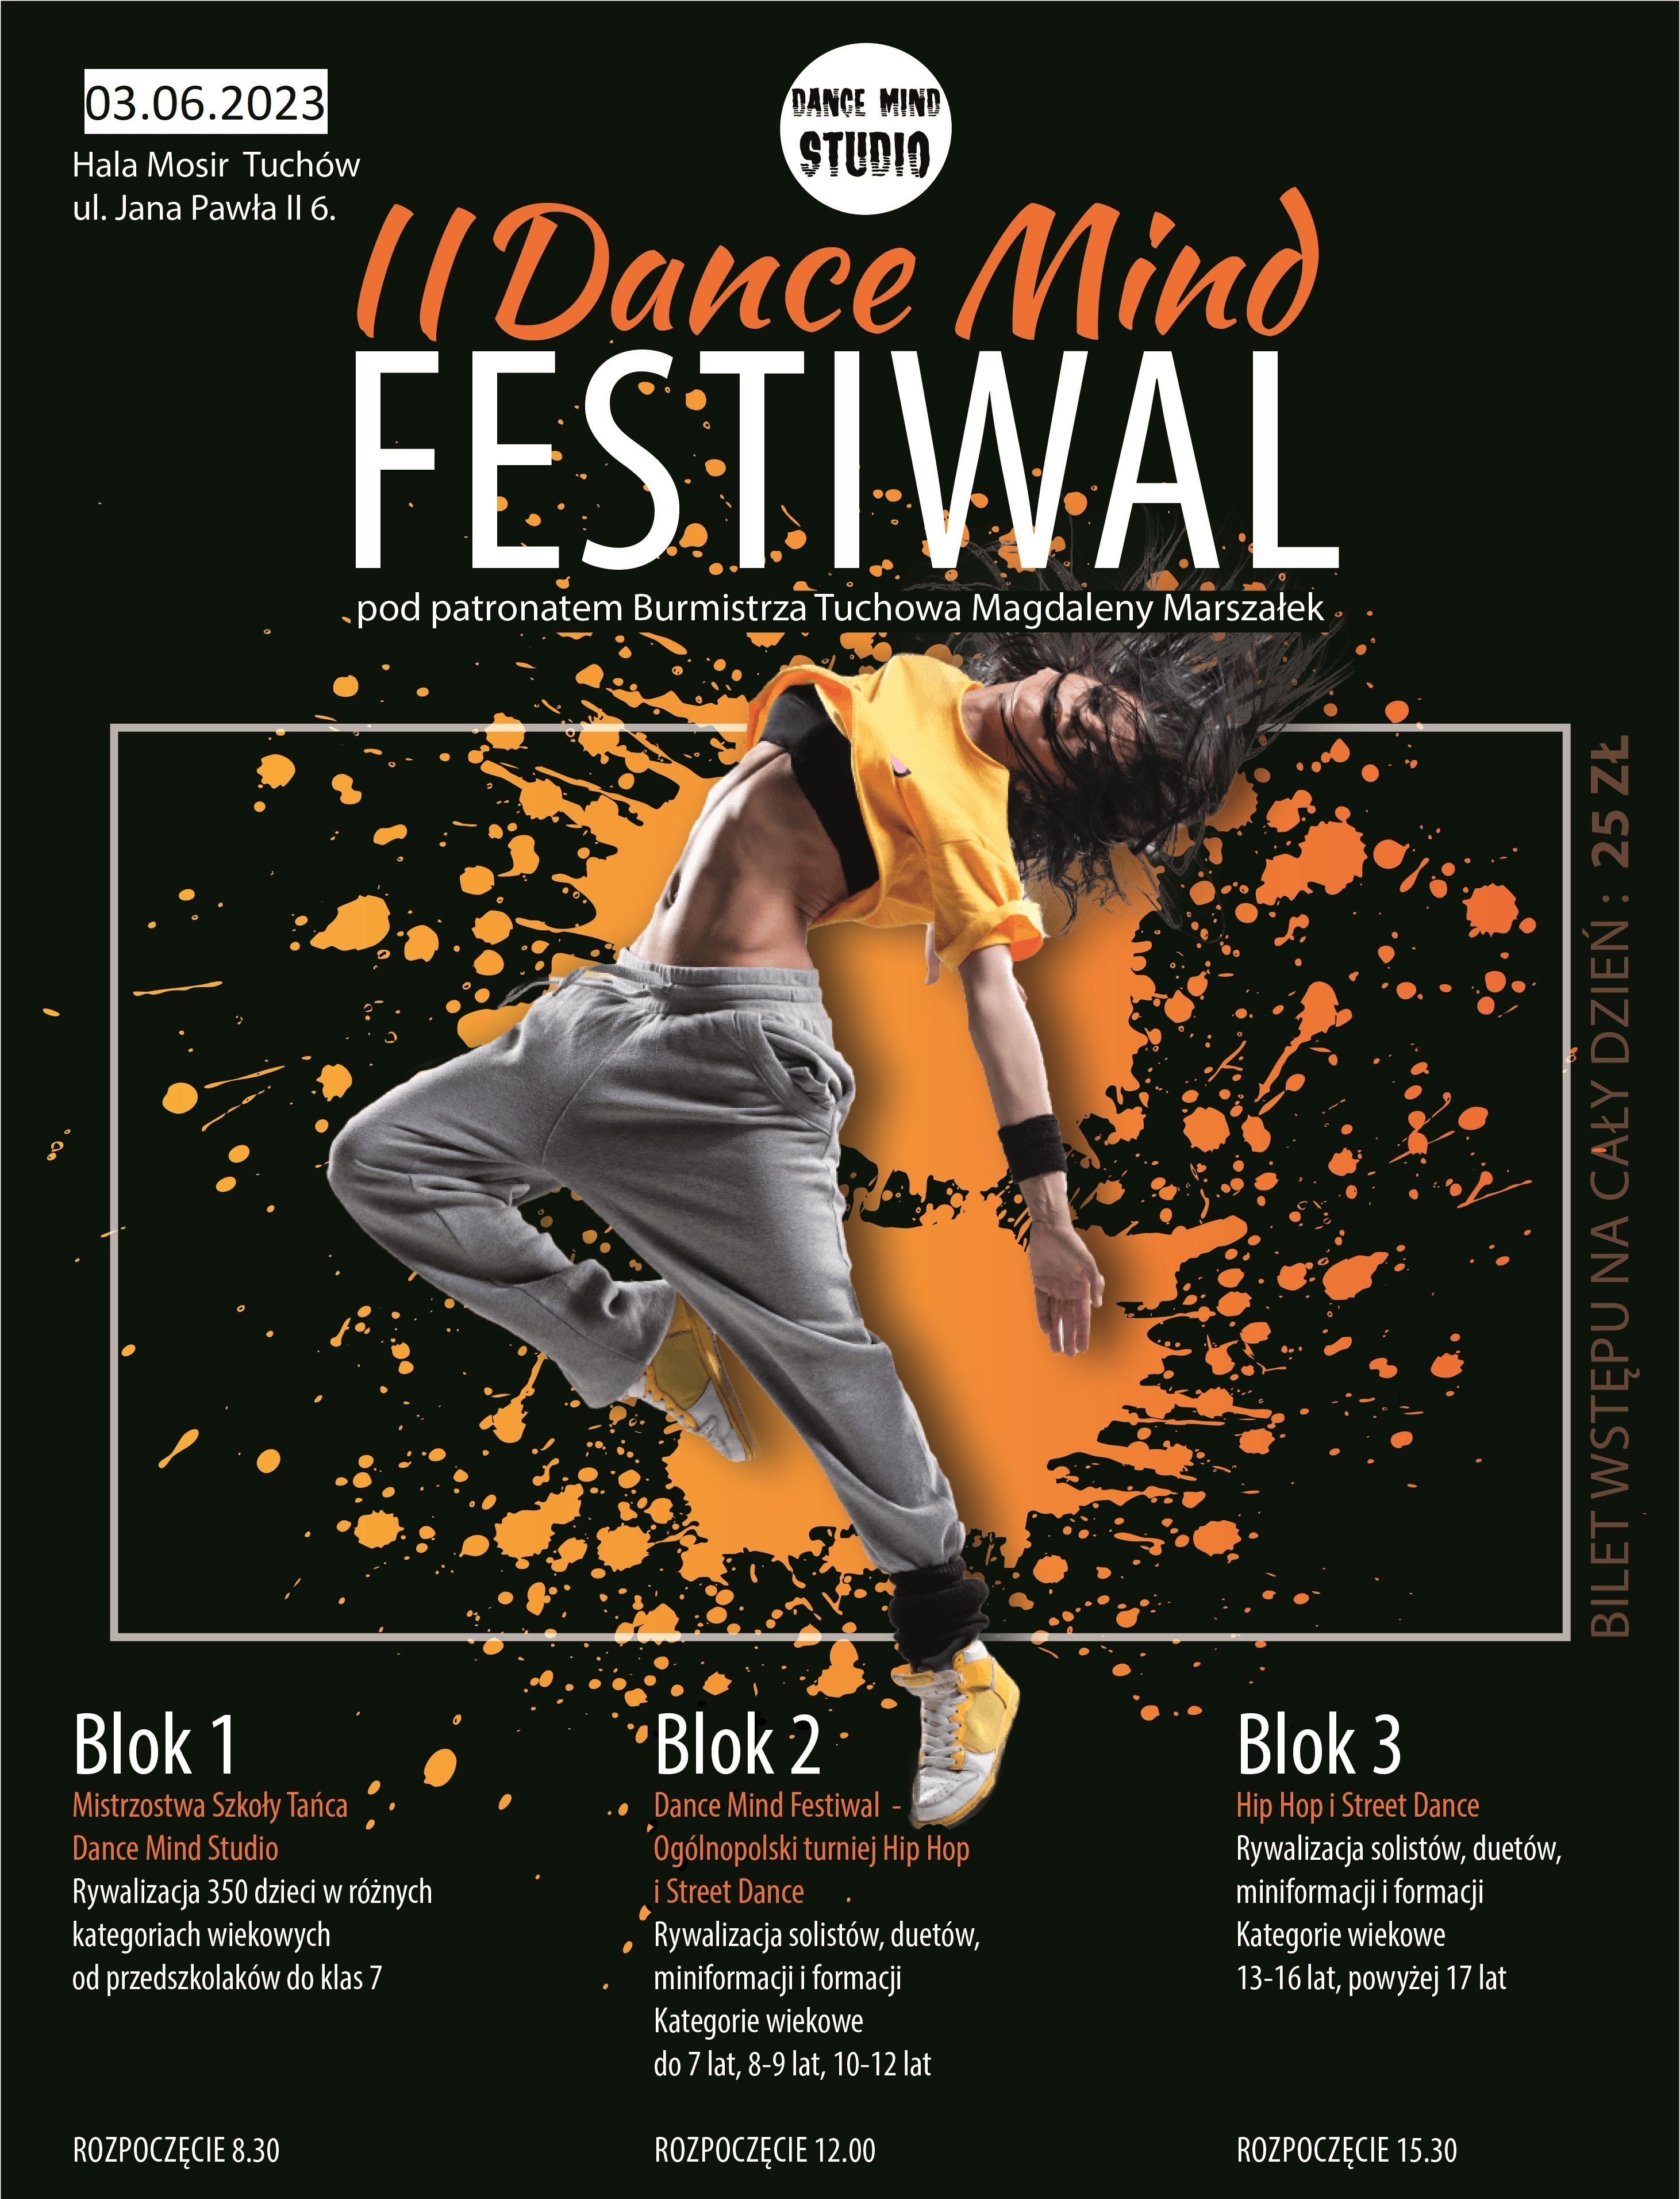 03.06.2023
Hala Mosir Tuchów
ul. Jana Pawła II 6.
DANCE MIND
STUDIO
II Dance Mind
FESTIWAL
pod patronatem Burmistrza Tuchowa Magdaleny Marszałek
BILET WSTĘPU NA CAŁY DZIEŃ : 25 ZŁ
Blok 1
Mistrzostwa Szkoły Tańca
Dance Mind Studio
Rywalizacja 350 dzieci w różnych
kategoriach wiekowych
od przedszkolaków do klas 7
ROZPOCZĘCIE 8.30
Blok 2
Dance Mind Festiwal -
Ogólnopolski turniej Hip Hop
i Street Dance
Rywalizacja solistów, duetów,
miniformacji i formacji
Kategorie wiekowe
do 7 lat, 8-9 lat, 10-12 lat
ROZPOCZĘCIE 12.00
Blok 3
Hip Hop i Street Dance
Rywalizacja solistów, duetów,
miniformacji i formacji
Kategorie wiekowe
13-16 lat, powyżej 17 lat
ROZPOCZĘCIE 15.30